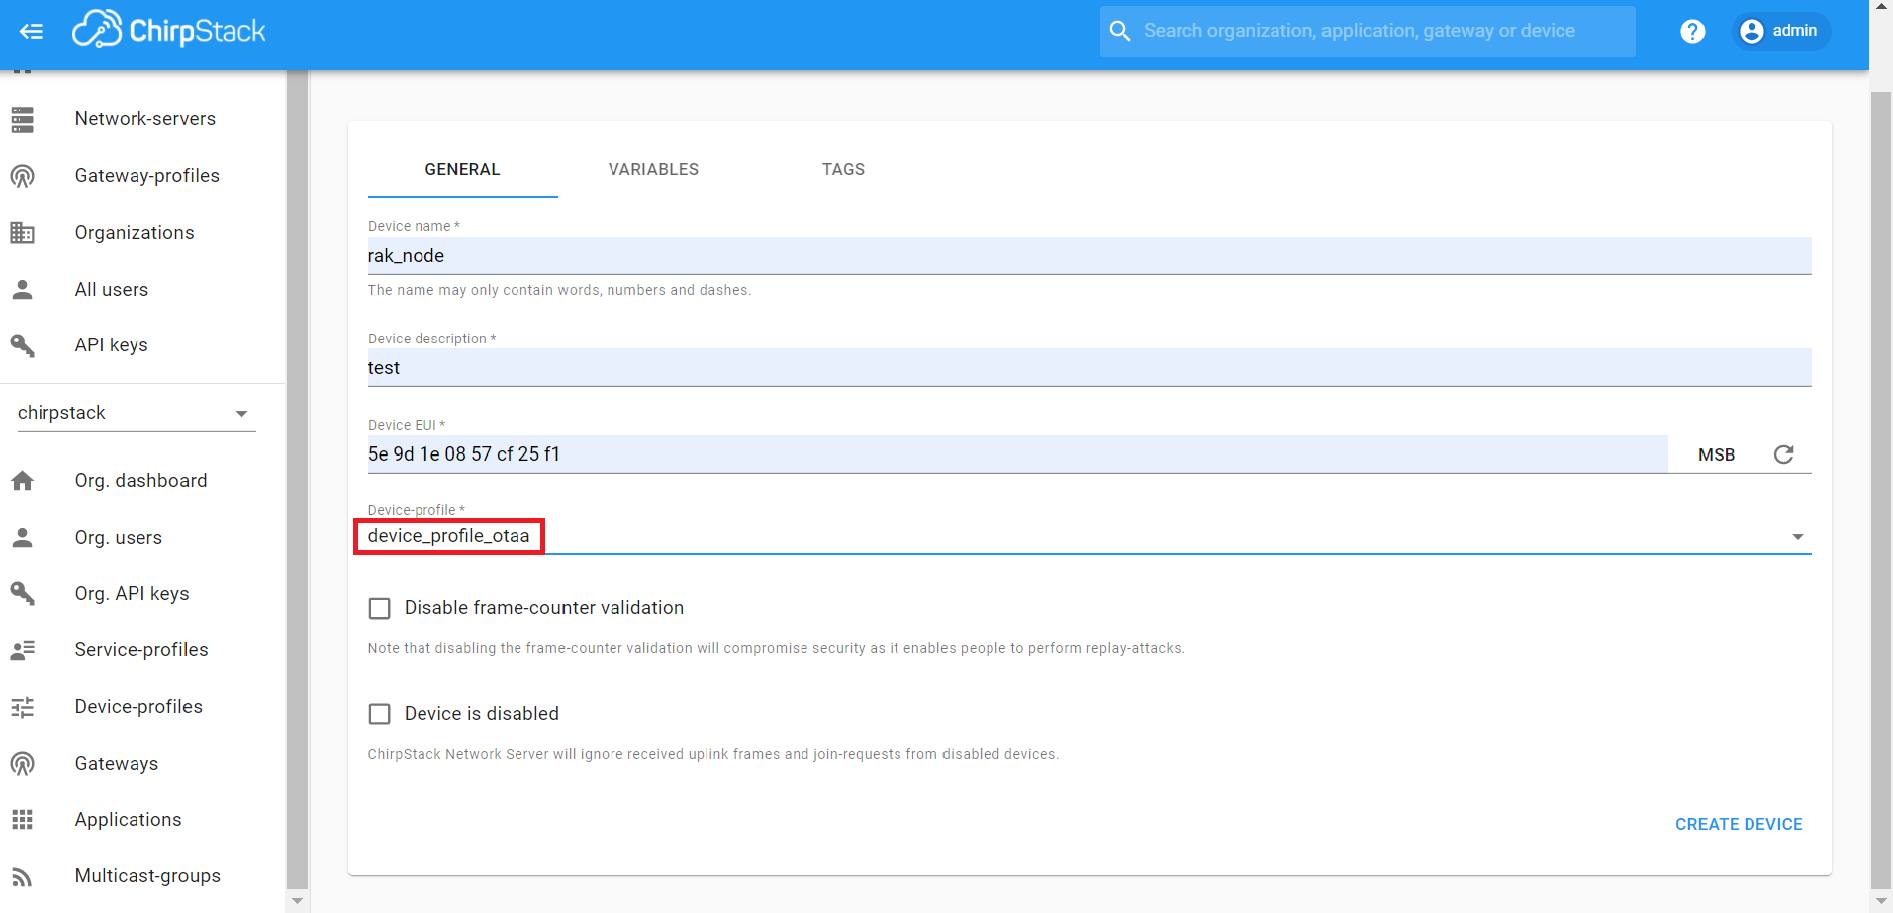 ChirpStack
Search organization, application, gateway or device
?
admin
Network-servers
Gateway-profiles
Organizations
All users
API keys
chirpstack
Org. dashboard
Org. users
Org. API keys
Service-profiles
Device-profiles
Gateways
Applications
Multicast-groups
GENERAL VARIABLES TAGS
Device name *
rak_node
The name may only contain words, numbers and dashes.
Device description *
test
Device EUI *
5e 9d 1e 08 57 cf 25 f1 MSB
Device-profile *
device_profile_otaa
Disable frame-counter validation
Note that disabling the frame-counter validation will compromise security as it enables people to perform replay-attacks.
Device is disabled
ChirpStack Network Server will ignore received uplink frames and join-requests from disabled devices.
CREATE DEVICE